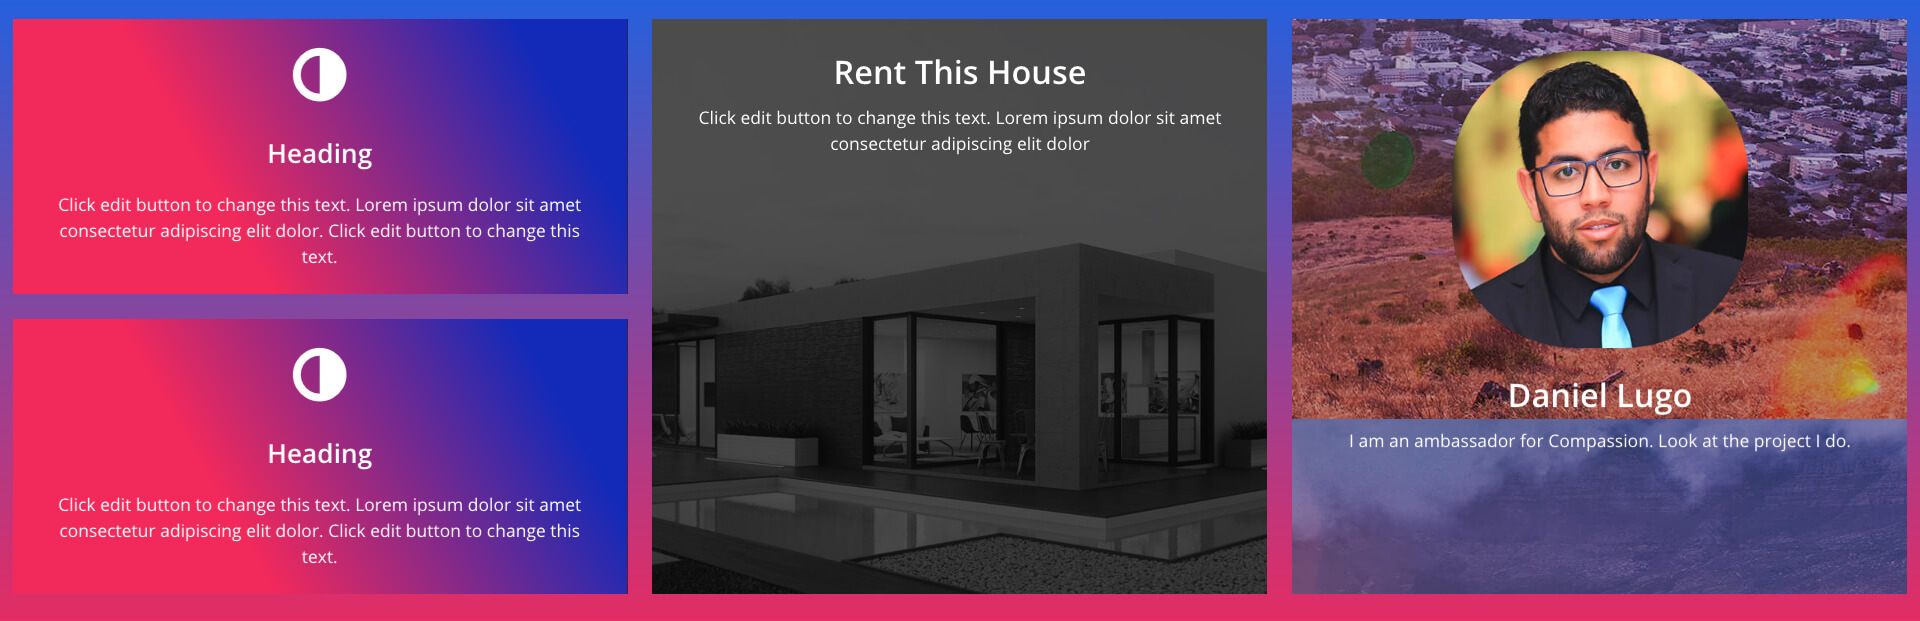 Heading
Click edit button to change this text. Lorem ipsum dolor sit amet
consectetur adipiscing elit dolor. Click edit button to change this
text.
Heading
Click edit button to change this text. Lorem ipsum dolor sit amet
consectetur adipiscing elit dolor. Click edit button to change this
text.
Rent This House
Click edit button to change this text. Lorem ipsum dolor sit amet
consectetur adipiscing elit dolor
Daniel Lugo
I am an ambassador for Compassion. Look at the project I do.